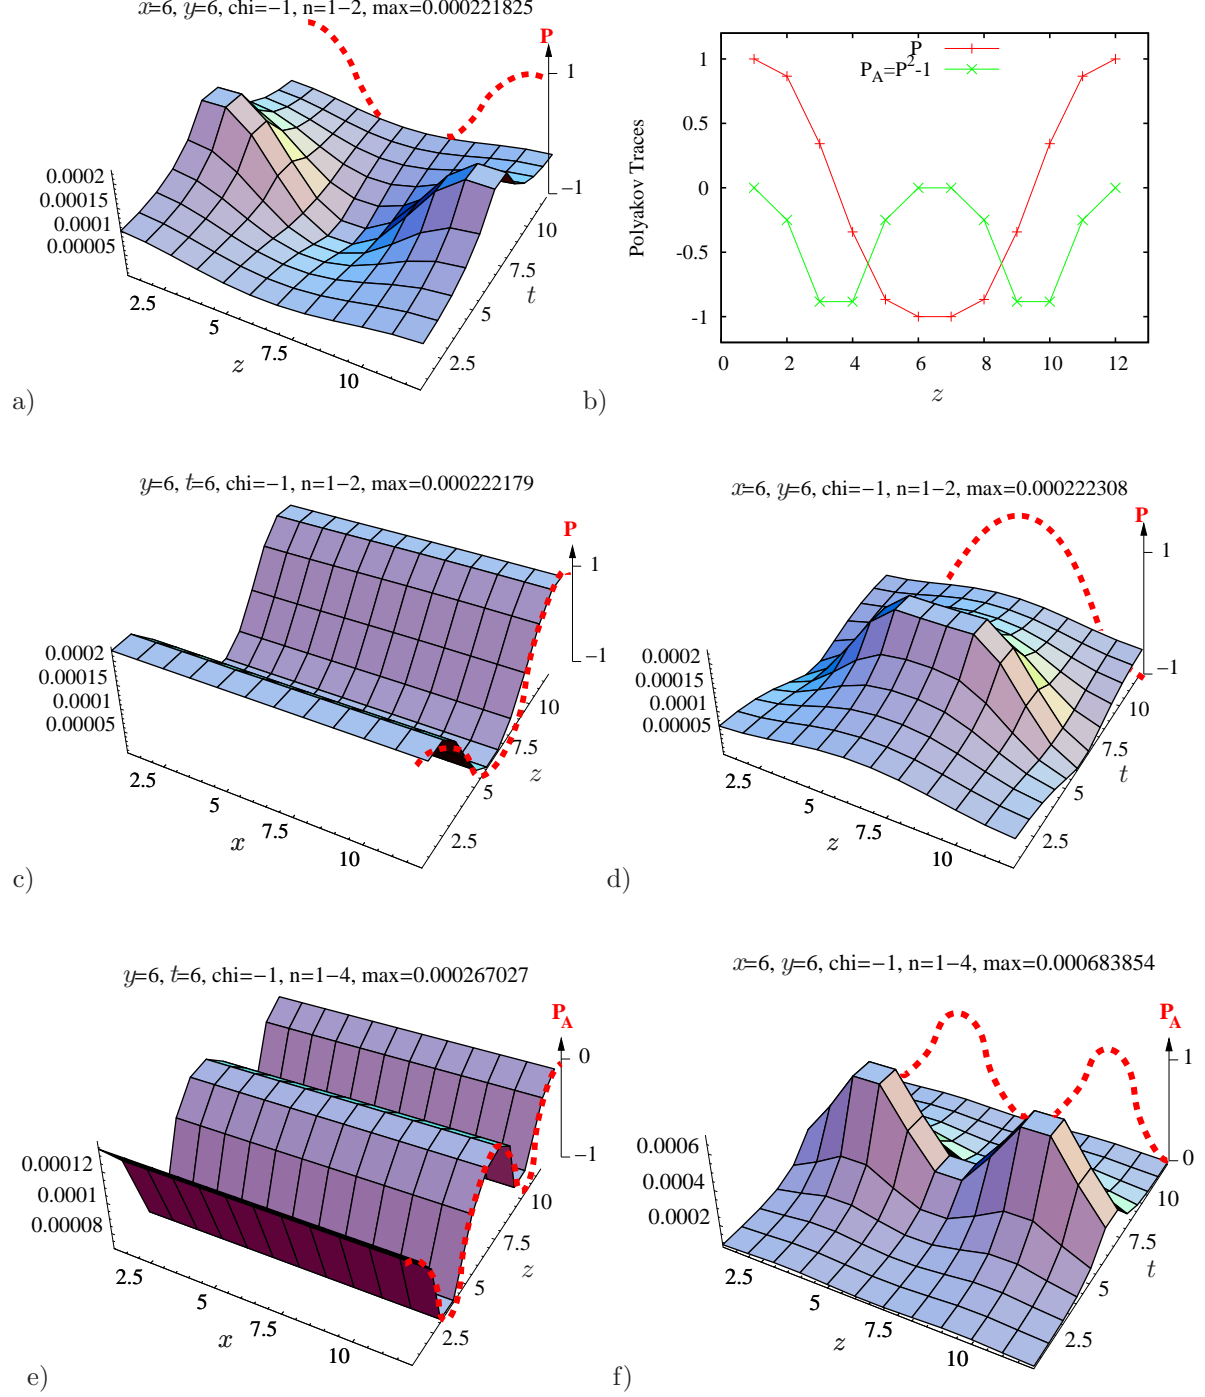 x=6, y=6, chi=−1, n=1−2, max=0.000221825
P
1
−1
0.0002
0.00015
0.0001
0.00005
2.5
5
7.5
10
z
2.5
5
7.5
10
t
a)
P
P_A=P^2-1
1
0.5
0
-0.5
-1
Polyakov Traces
0 2 4 6 8 10 12
z
b)
y=6, t=6, chi=−1, n=1−2, max=0.000222179
P
1
−1
0.0002
0.00015
0.0001
0.00005
2.5
5
7.5
10
x
2.5
5
7.5
10
z
c)
x=6, y=6, chi=−1, n=1−2, max=0.000222308
P
1
−1
0.0002
0.00015
0.0001
0.00005
2.5
5
7.5
10
z
2.5
5
7.5
10
t
d)
y=6, t=6, chi=−1, n=1−4, max=0.000267027
P_A
0
−1
0.00012
0.0001
0.00008
2.5
5
7.5
10
x
2.5
5
7.5
10
z
e)
x=6, y=6, chi=−1, n=1−4, max=0.000683854
P_A
1
0
0.0006
0.0004
0.0002
2.5
5
7.5
10
z
2.5
5
7.5
10
t
f)